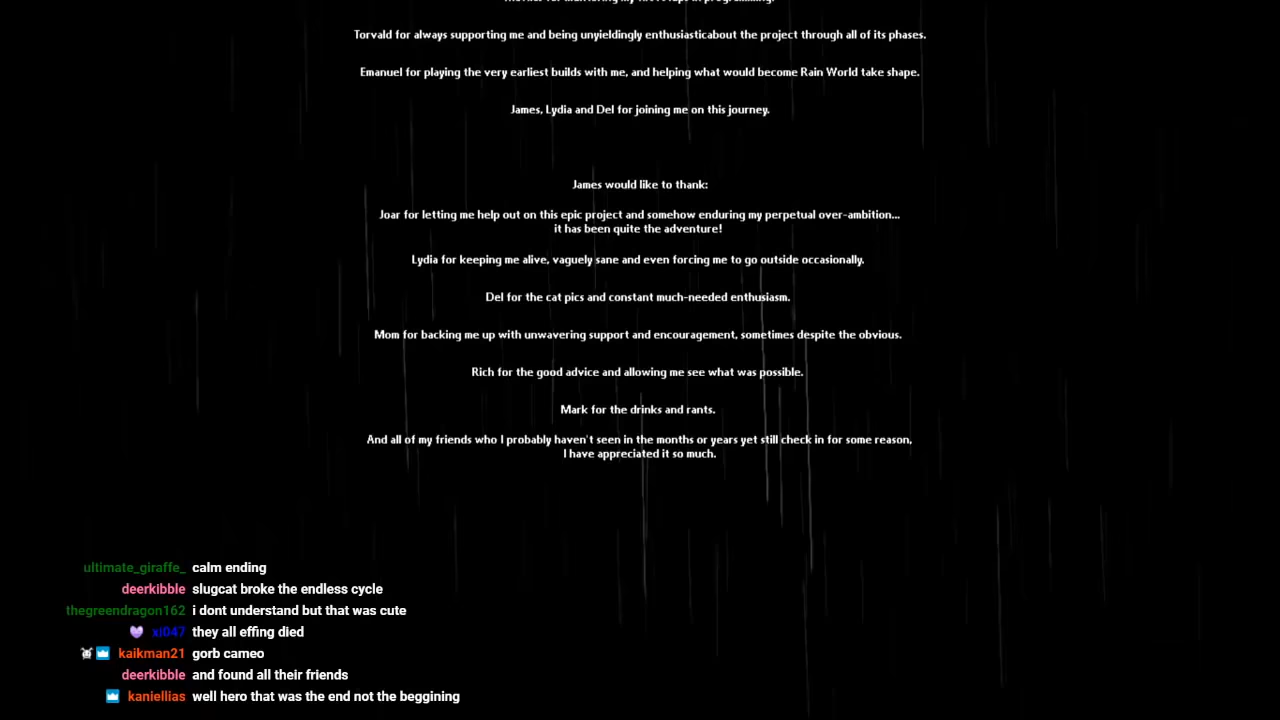 Torvald for always supporting me and being unyieldingly enthusiasticabout the project through all of its phases.
Emanuel for playing the very earliest builds with me, and helping what would become Rain World take shape.
James, Lydia and Del for joining me on this journey.
James would like to thank:
Joar for letting me help out on this epic project and somehow enduring my perpetual over-ambition...
it has been quite the adventure!
Lydia for keeping me alive, vaguely sane and even forcing me to go outside occasionally.
Del for the cat pics and constant much-needed enthusiasm.
Mom for backing me up with unwavering support and encouragement, sometimes despite the obvious.
Rich for the good advice and allowing me see what was possible.
Mark for the drinks and rants.
And all of my friends who I probably haven't seen in the months or years yet still check in for some reason,
I have appreciated it so much.
ultimate_giraffe_ calm ending
deerkibble slugcat broke the endless cycle
thegreendragon162 i dont understand but that was cute
xi047 they all effing died
kaikman21 gorb cameo
deerkibble and found all their friends
kaniellias well hero that was the end not the beggining